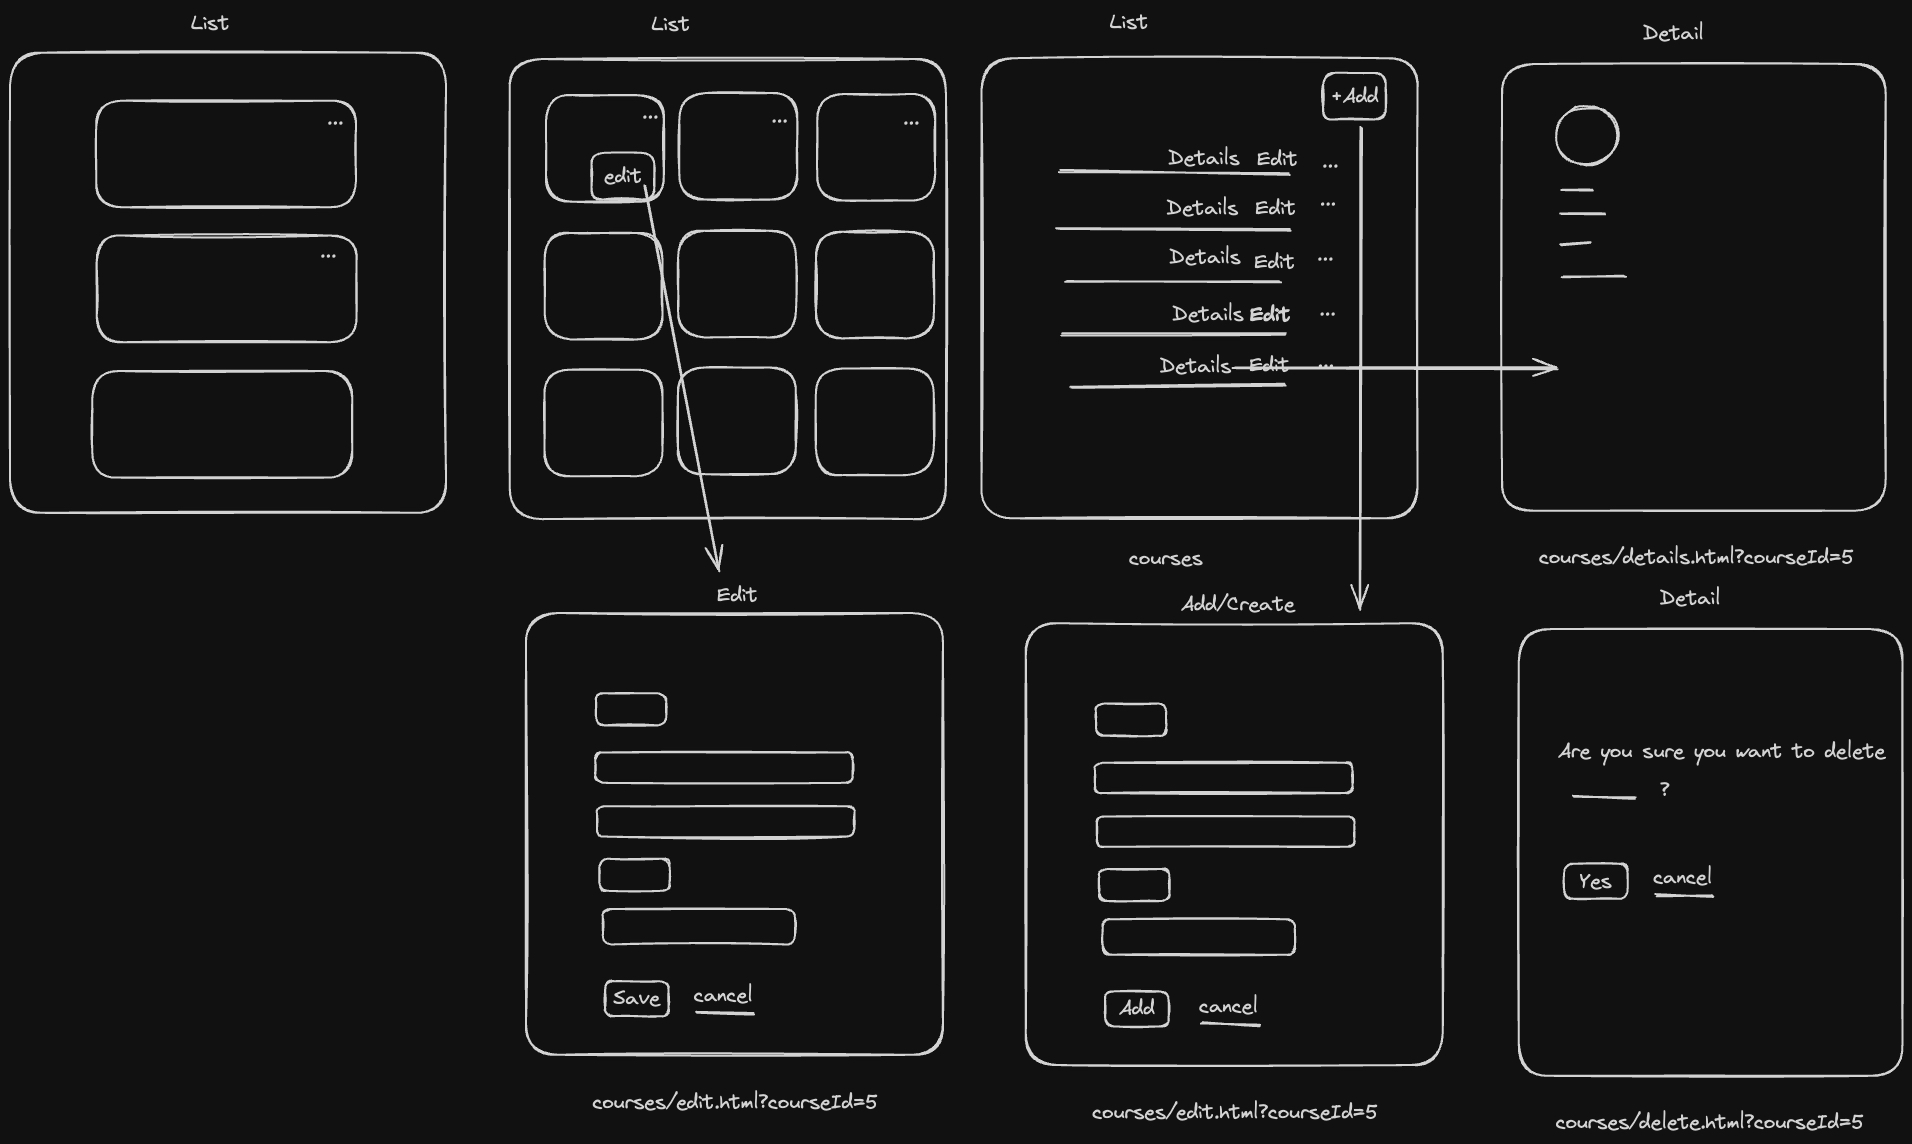 List
List
List
Detail
...
...
...
...
...
edit
+Add
Details Edit ...
Details Edit ...
Details Edit ...
Details Edit ...
Details Edit ...
courses
courses/details.html?courseId=5
Edit
Add/Create
Detail
Save cancel
Add cancel
Are you sure you want to delete
____ ?
Yes cancel
courses/edit.html?courseId=5
courses/edit.html?courseId=5
courses/delete.html?courseId=5